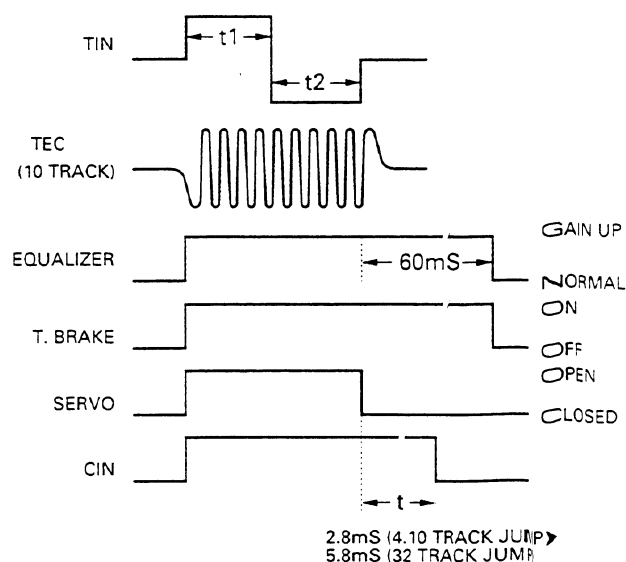 TIN
t1
t2
TEC
(10 TRACK)
EQUALIZER
60mS
GAIN UP
NORMAL
T. BRAKE
ON
OFF
SERVO
OPEN
CLOSED
CIN
t
2.8mS (4.10 TRACK JUMP)
5.8mS (32 TRACK JUMP)